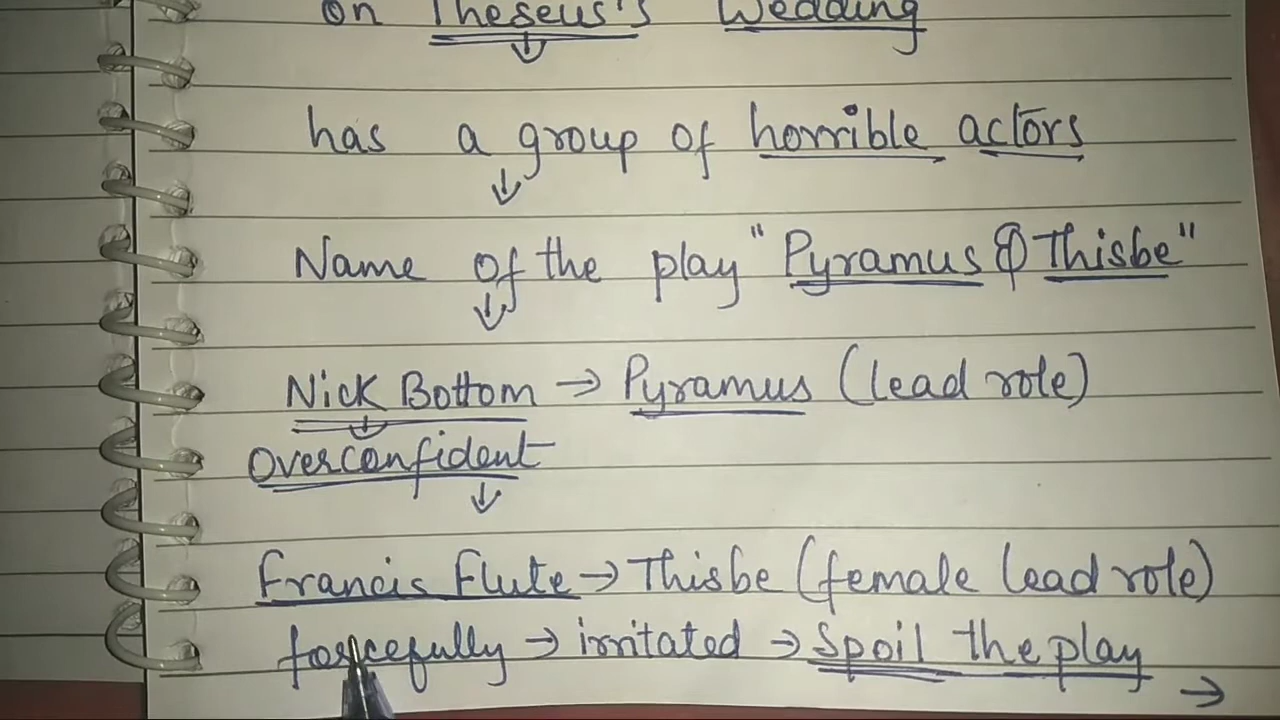 on Theseus's Wedding
has a group of horrible actors
Name of the play "Pyramus & Thisbe"
Nick Bottom → Pyramus (lead role)
Overconfident
Francis Flute → Thisbe (female lead role)
forcefully → irritated → Spoil the play →